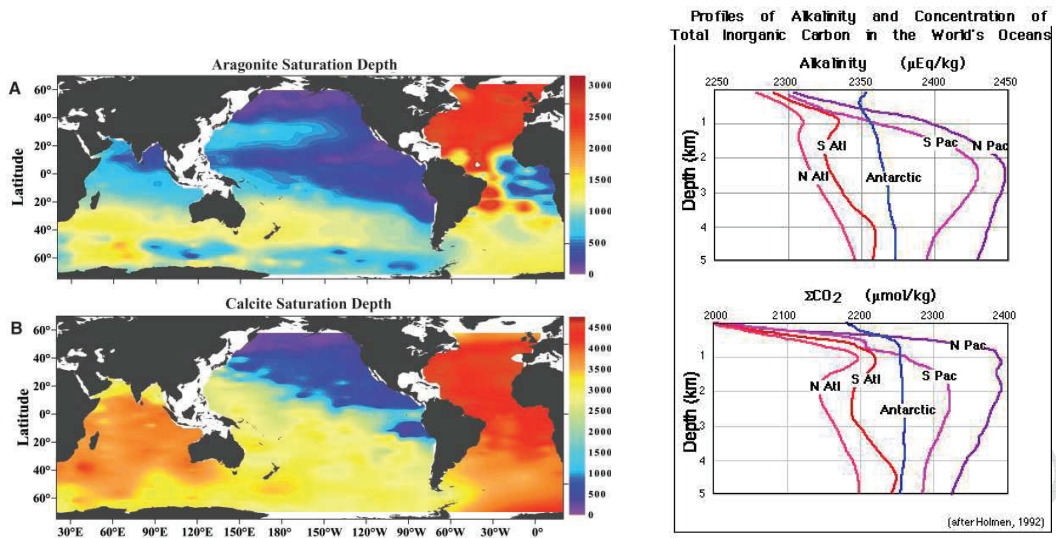 Aragonite Saturation Depth
A
Latitude
60°
40°
20°
0°
20°
40°
60°
3000
2500
2000
1500
1000
500
0
Calcite Saturation Depth
B
Latitude
60°
40°
20°
0°
20°
40°
60°
4500
4000
3500
3000
2500
2000
1500
1000
500
0
30°E 60°E 90°E 120°E 150°E 180° 150°W 120°W 90°W 60°W 30°W 0°
Profiles of Alkalinity and Concentration of
Total Inorganic Carbon in the World's Oceans
Alkalinity (μEq/kg)
2250 2300 2350 2400 2450
Depth (km)
1
2
3
4
5
N Atl
S Atl
Antarctic
S Pac
N Pac
ΣCO2 (μmol/kg)
2000 2100 2200 2300 2400
Depth (km)
1
2
3
4
5
N Atl
S Atl
Antarctic
S Pac
N Pac
(after Holmen, 1992)